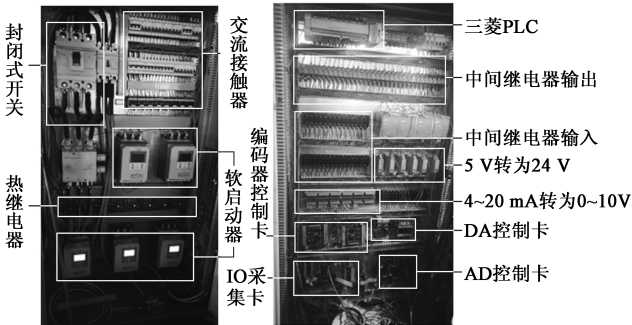 封闭式开关
热继电器
交流接触器
软启动器
编码器控制卡
IO采
集卡
三菱PLC
中间继电器输出
中间继电器输入
5 V转为24 V
4~20 mA转为0~10V
DA控制卡
AD控制卡